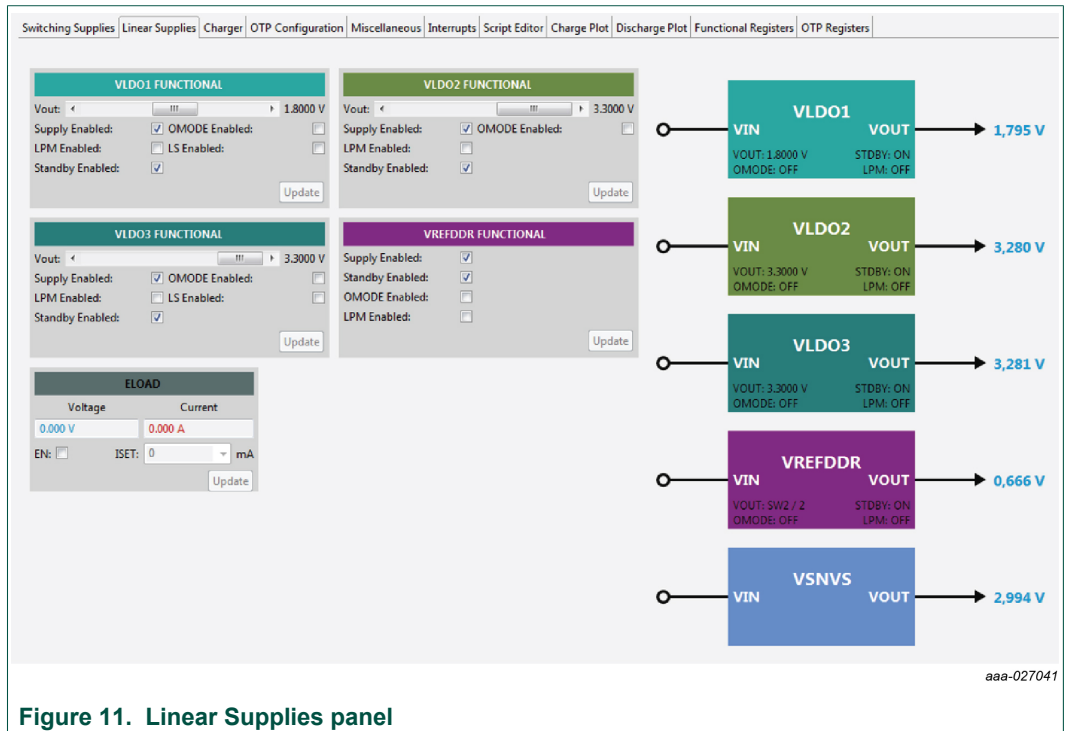 Switching Supplies Linear Supplies Charger OTP Configuration Miscellaneous Interrupts Script Editor Charge Plot Discharge Plot Functional Registers OTP Registers
VLDO1 FUNCTIONAL
Vout: 1.8000 V
Supply Enabled: OMODE Enabled:
LPM Enabled: LS Enabled:
Standby Enabled:
Update
VLDO2 FUNCTIONAL
Vout: 3.3000 V
Supply Enabled: OMODE Enabled:
LPM Enabled:
Standby Enabled:
Update
VLDO3 FUNCTIONAL
Vout: 3.3000 V
Supply Enabled: OMODE Enabled:
LPM Enabled: LS Enabled:
Standby Enabled:
Update
VREFDDR FUNCTIONAL
Supply Enabled:
Standby Enabled:
OMODE Enabled:
LPM Enabled:
Update
ELOAD
Voltage Current
0.000 V 0.000 A
EN: ISET: 0 mA
Update
VLDO1
VIN VOUT 1,795 V
VOUT: 1.8000 V STDBY: ON
OMODE: OFF LPM: OFF
VLDO2
VIN VOUT 3,280 V
VOUT: 3.3000 V STDBY: ON
OMODE: OFF LPM: OFF
VLDO3
VIN VOUT 3,281 V
VOUT: 3.3000 V STDBY: ON
OMODE: OFF LPM: OFF
VREFDDR
VIN VOUT 0,666 V
VOUT: SW2 / 2 STDBY: ON
OMODE: OFF LPM: OFF
VSNVS
VIN VOUT 2,994 V
aaa-027041
Figure 11. Linear Supplies panel